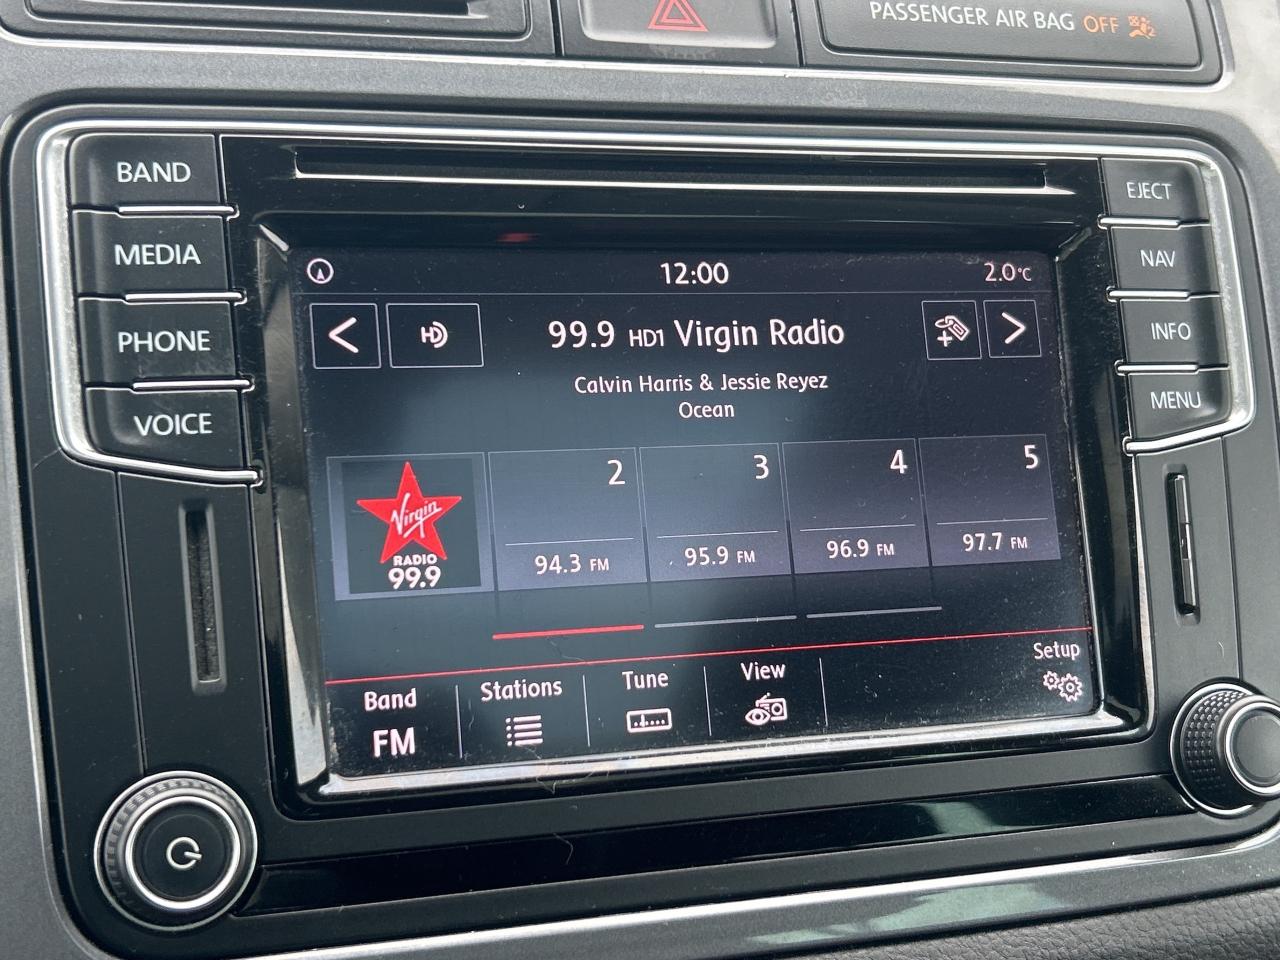 PASSENGER AIR BAG OFF
BAND
MEDIA
PHONE
VOICE
EJECT
NAV
INFO
MENU
12:00
2.0°C
HD
99.9 HD1 Virgin Radio
Calvin Harris & Jessie Reyez
Ocean
Virgin
RADIO
99.9
2
94.3 FM
3
95.9 FM
4
96.9 FM
5
97.7 FM
Band
FM
Stations
Tune
View
Setup